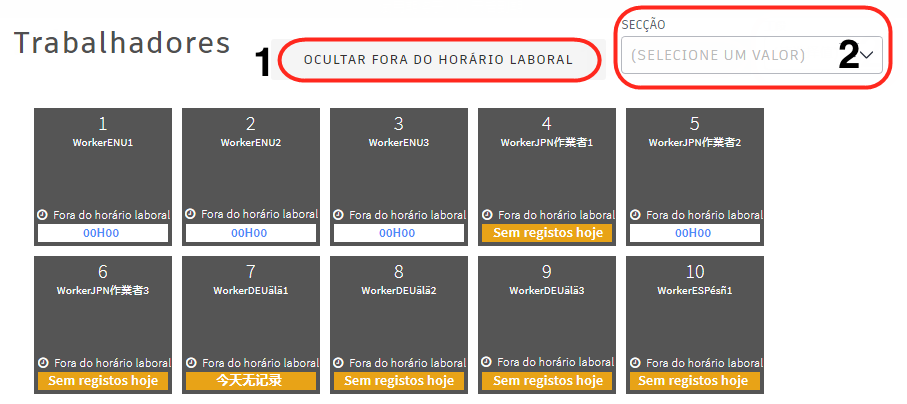 Trabalhadores
1
OCULTAR FORA DO HORÁRIO LABORAL
SECÇÃO
(SELECIONE UM VALOR)
2
1
WorkerENU1
Fora do horário laboral
00H00
2
WorkerENU2
Fora do horário laboral
00H00
3
WorkerENU3
Fora do horário laboral
00H00
4
WorkerJPN作業者1
Fora do horário laboral
Sem registos hoje
5
WorkerJPN作業者2
Fora do horário laboral
00H00
6
WorkerJPN作業者3
Fora do horário laboral
Sem registos hoje
7
WorkerDEUälä1
Fora do horário laboral
今天无记录
8
WorkerDEUälä2
Fora do horário laboral
Sem registos hoje
9
WorkerDEUälä3
Fora do horário laboral
Sem registos hoje
10
WorkerESPésñ1
Fora do horário laboral
Sem registos hoje